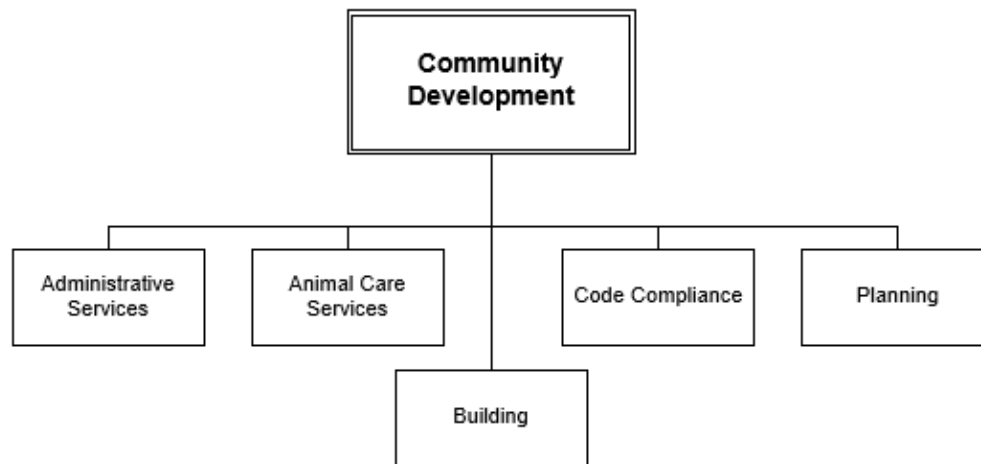 Community
Development
Administrative
Services
Animal Care
Services
Code Compliance
Planning
Building